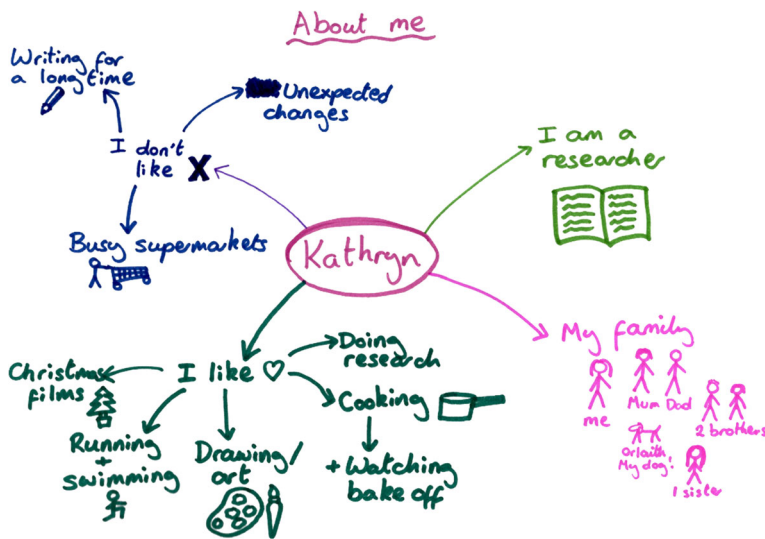 About me
Writing for
a long time
Unexpected
changes
I don't
like X
Busy supermarkets
I am a
researcher
Kathryn
My family
me
Mum Dad
2 brothers
Orlaith
My dog!
1 sister
I like
Doing
research
Cooking
+ Watching
bake off
Drawing/
art
Running
+
swimming
Christmas
films